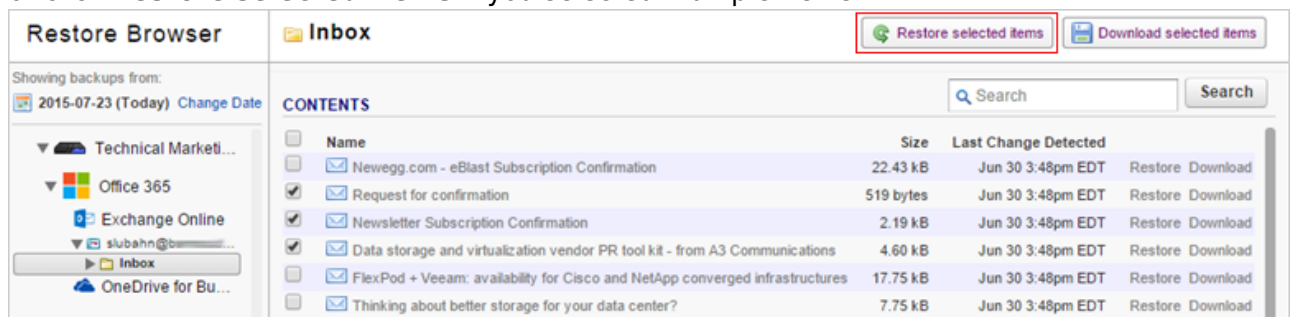 Restore Browser
Inbox
Restore selected items
Download selected items
Showing backups from:
2015-07-23 (Today) Change Date
Technical Marketi...
Office 365
Exchange Online
slubahn@
Inbox
OneDrive for Bu...
CONTENTS
Search
Search
Name Size Last Change Detected
Newegg.com - eBlast Subscription Confirmation 22.43 kB Jun 30 3:48pm EDT Restore Download
Request for confirmation 519 bytes Jun 30 3:48pm EDT Restore Download
Newsletter Subscription Confirmation 2.19 kB Jun 30 3:48pm EDT Restore Download
Data storage and virtualization vendor PR tool kit - from A3 Communications 4.60 kB Jun 30 3:48pm EDT Restore Download
FlexPod + Veeam: availability for Cisco and NetApp converged infrastructures 17.75 kB Jun 30 3:48pm EDT Restore Download
Thinking about better storage for your data center? 7.75 kB Jun 30 3:48pm EDT Restore Download